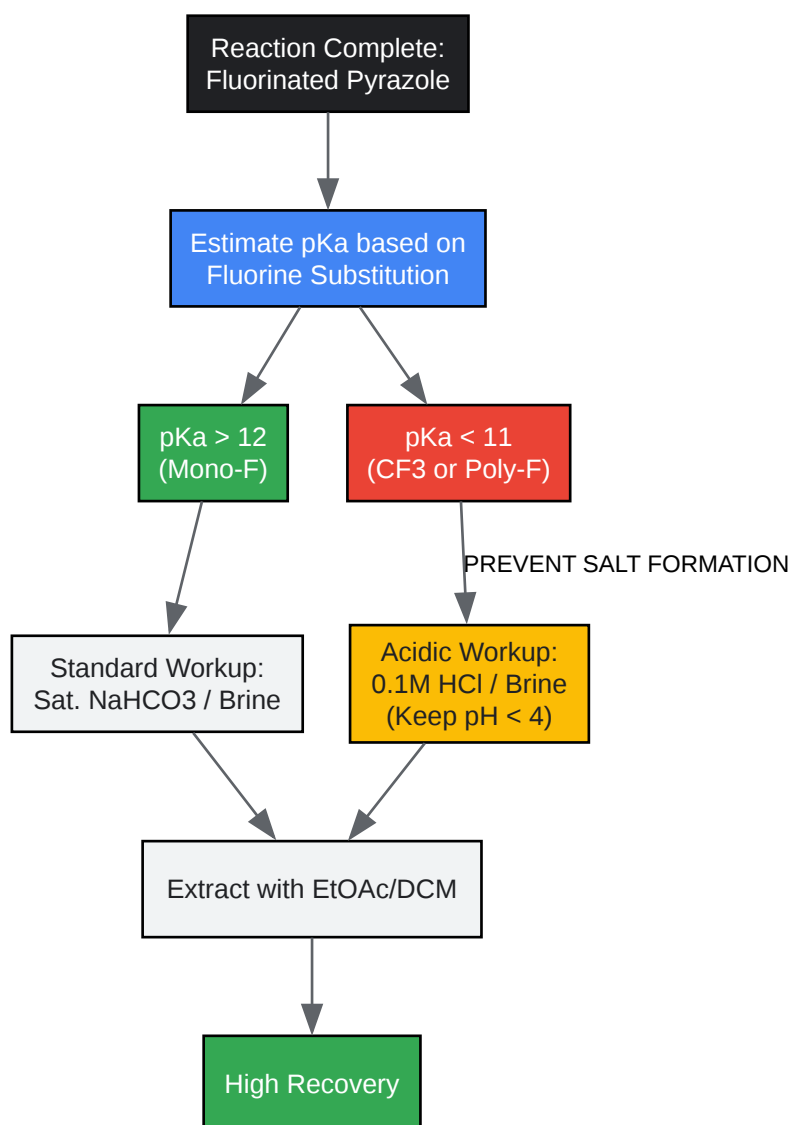 Reaction Complete:
Fluorinated Pyrazole
Estimate pKa based on
Fluorine Substitution
pKa > 12
(Mono-F)
pKa < 11
(CF3 or Poly-F)
PREVENT SALT FORMATION
Standard Workup:
Sat. NaHCO3 / Brine
Acidic Workup:
0.1M HCl / Brine
(Keep pH < 4)
Extract with EtOAc/DCM
High Recovery